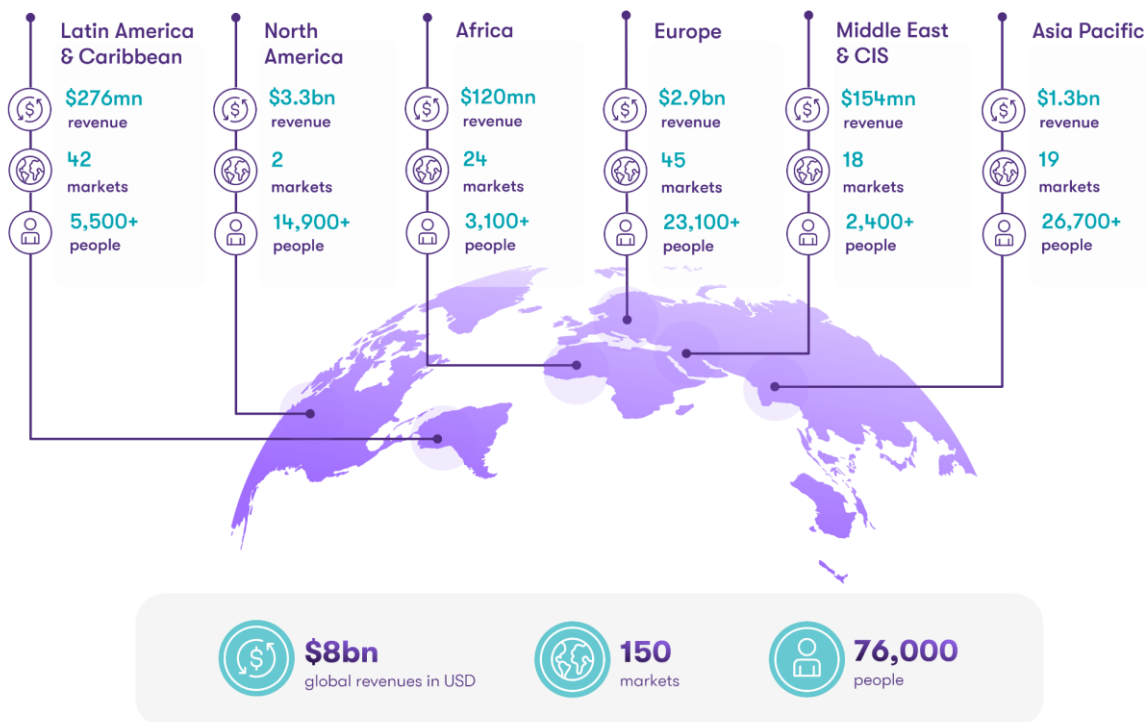 Latin America
& Caribbean
$276mn
revenue
42
markets
5,500+
people
North
America
$3.3bn
revenue
2
markets
14,900+
people
Africa
$120mn
revenue
24
markets
3,100+
people
Europe
$2.9bn
revenue
45
markets
23,100+
people
Middle East
& CIS
$154mn
revenue
18
markets
2,400+
people
Asia Pacific
$1.3bn
revenue
19
markets
26,700+
people
$8bn
global revenues in USD
150
markets
76,000
people